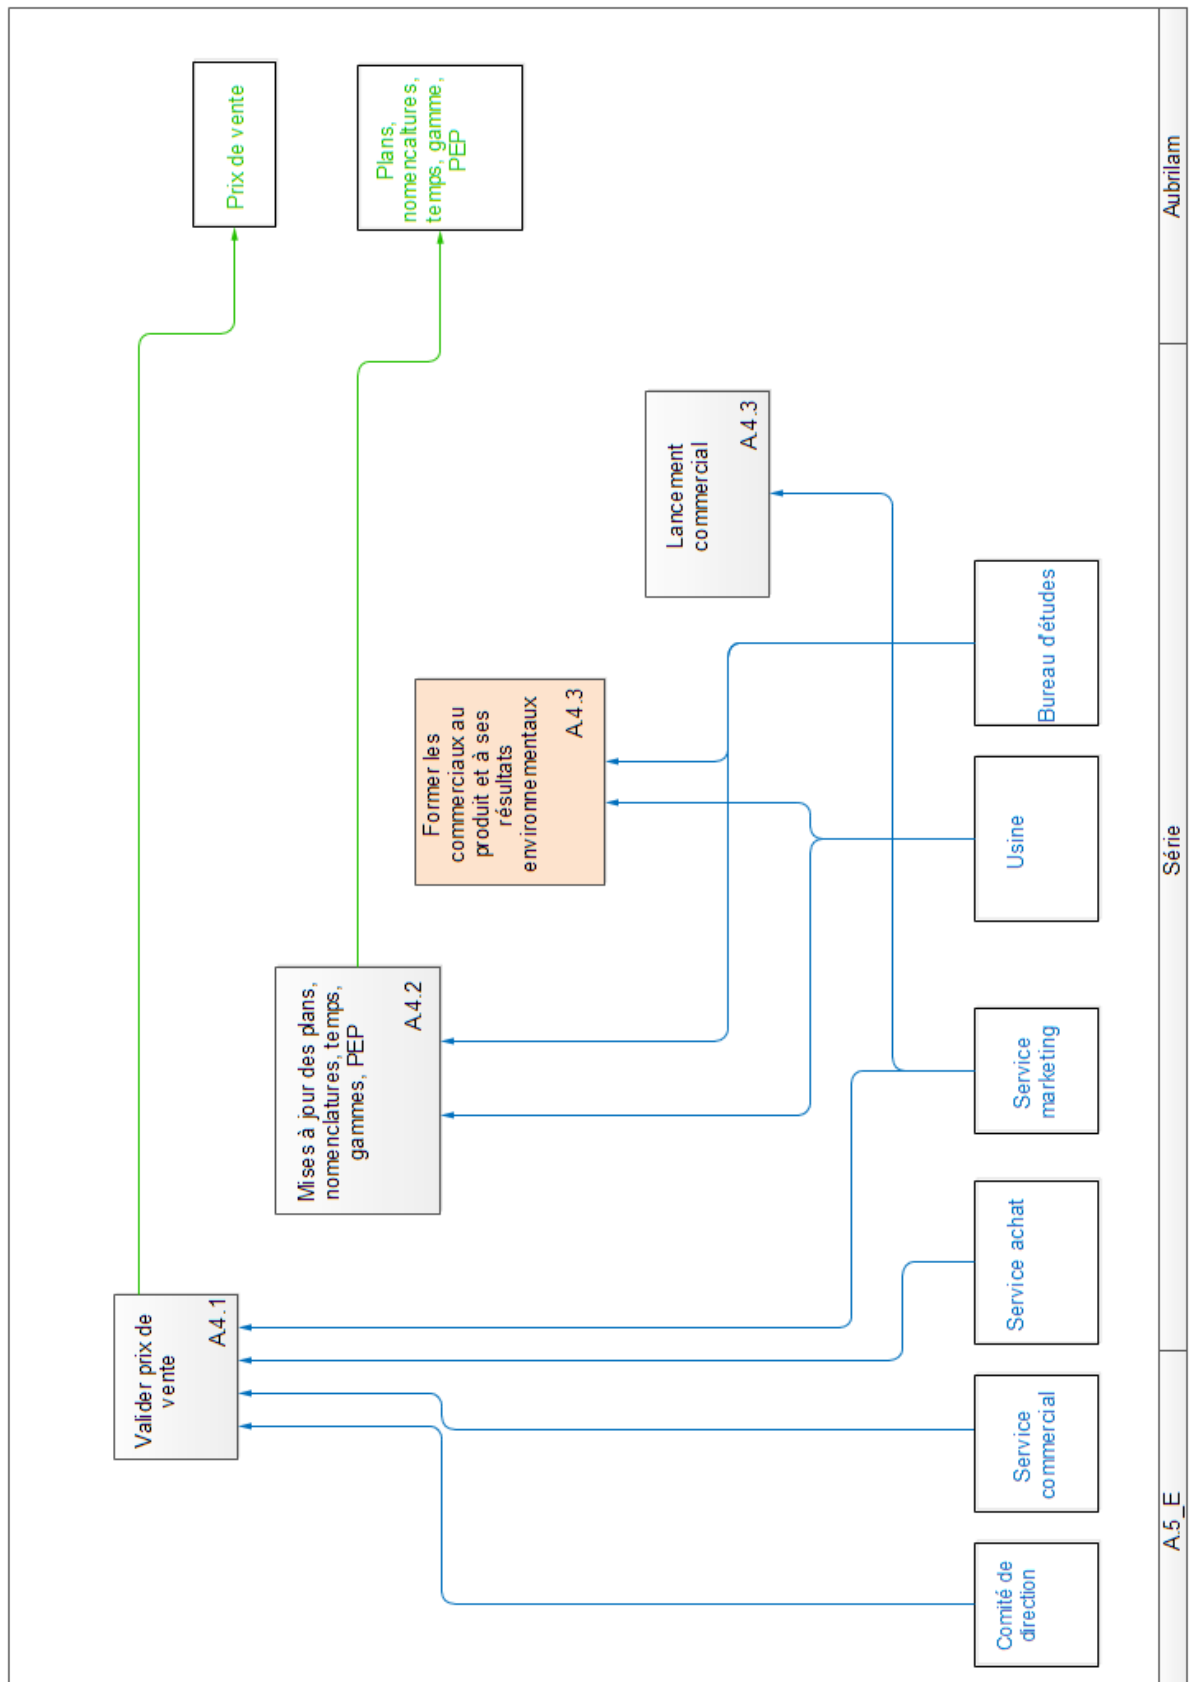 Valider prix de
vente
A.4.1
Prix de vente
Mises à jour des plans,
nomenclatures, temps,
gammes, PEP
A.4.2
Plans,
nomencaltures,
temps, gamme,
PEP
Former les
commerciaux au
produit et à ses
résultats
environnementaux
A.4.3
Lancement
commercial
A.4.3
Comité de
direction
Service
commercial
Service achat
Service
marketing
Usine
Bureau d'études
A.5_E
Série
Aubrilam